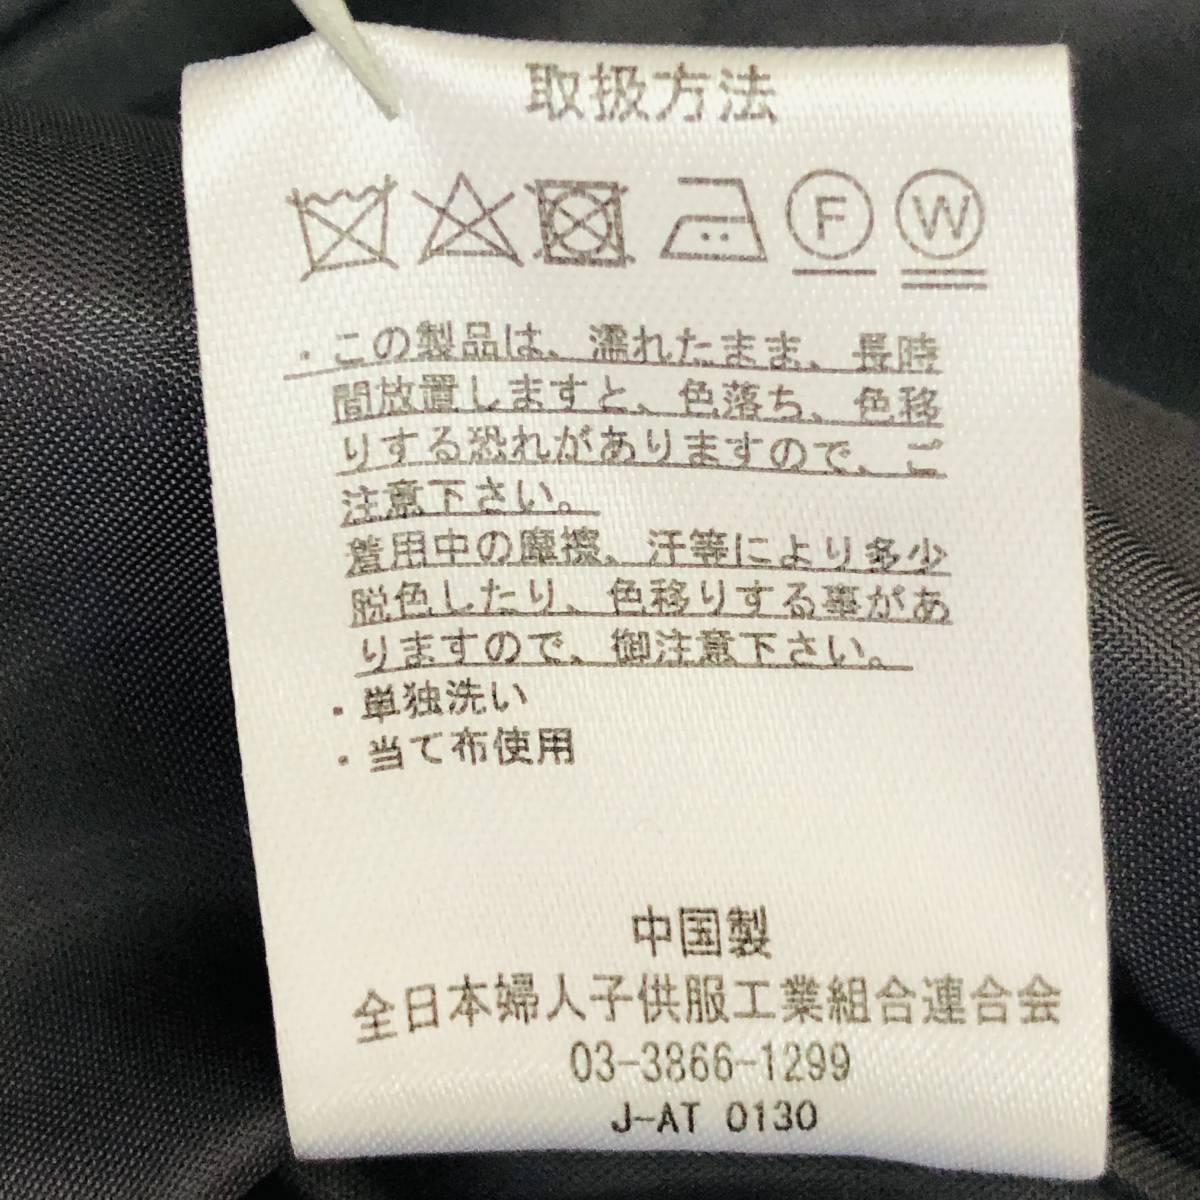 取扱方法
F W
・この製品は、濡れたまま、長時
間放置しますと、色落ち、色移
りする恐れがありますので、ご
注意下さい。
着用中の摩擦、汗等により多少
脱色したり、色移りする事があ
りますので、御注意下さい。
・単独洗い
・当て布使用
中国製
全日本婦人子供服工業組合連合会
03-3866-1299
J-AT 0130